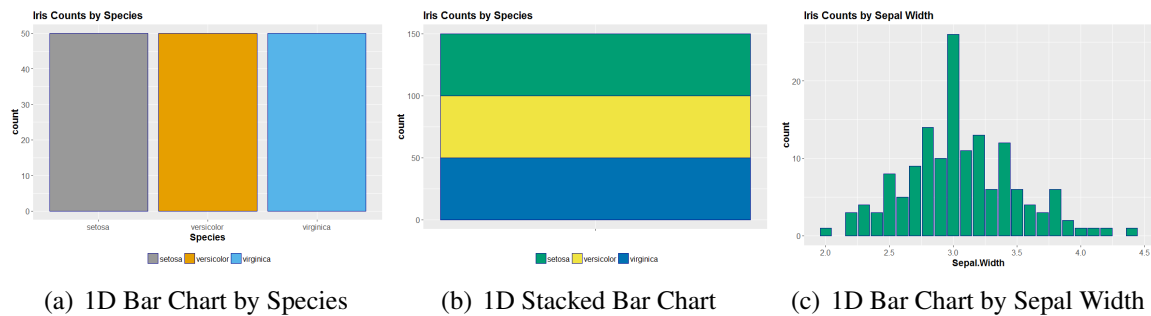 Iris Counts by Species
count
50
40
30
20
10
0
setosa
versicolor
virginica
Species
setosa versicolor virginica
(a) 1D Bar Chart by Species
Iris Counts by Species
count
150
100
50
0
setosa versicolor virginica
(b) 1D Stacked Bar Chart
Iris Counts by Sepal Width
count
20
10
0
2.0
2.5
3.0
3.5
4.0
4.5
Sepal.Width
(c) 1D Bar Chart by Sepal Width